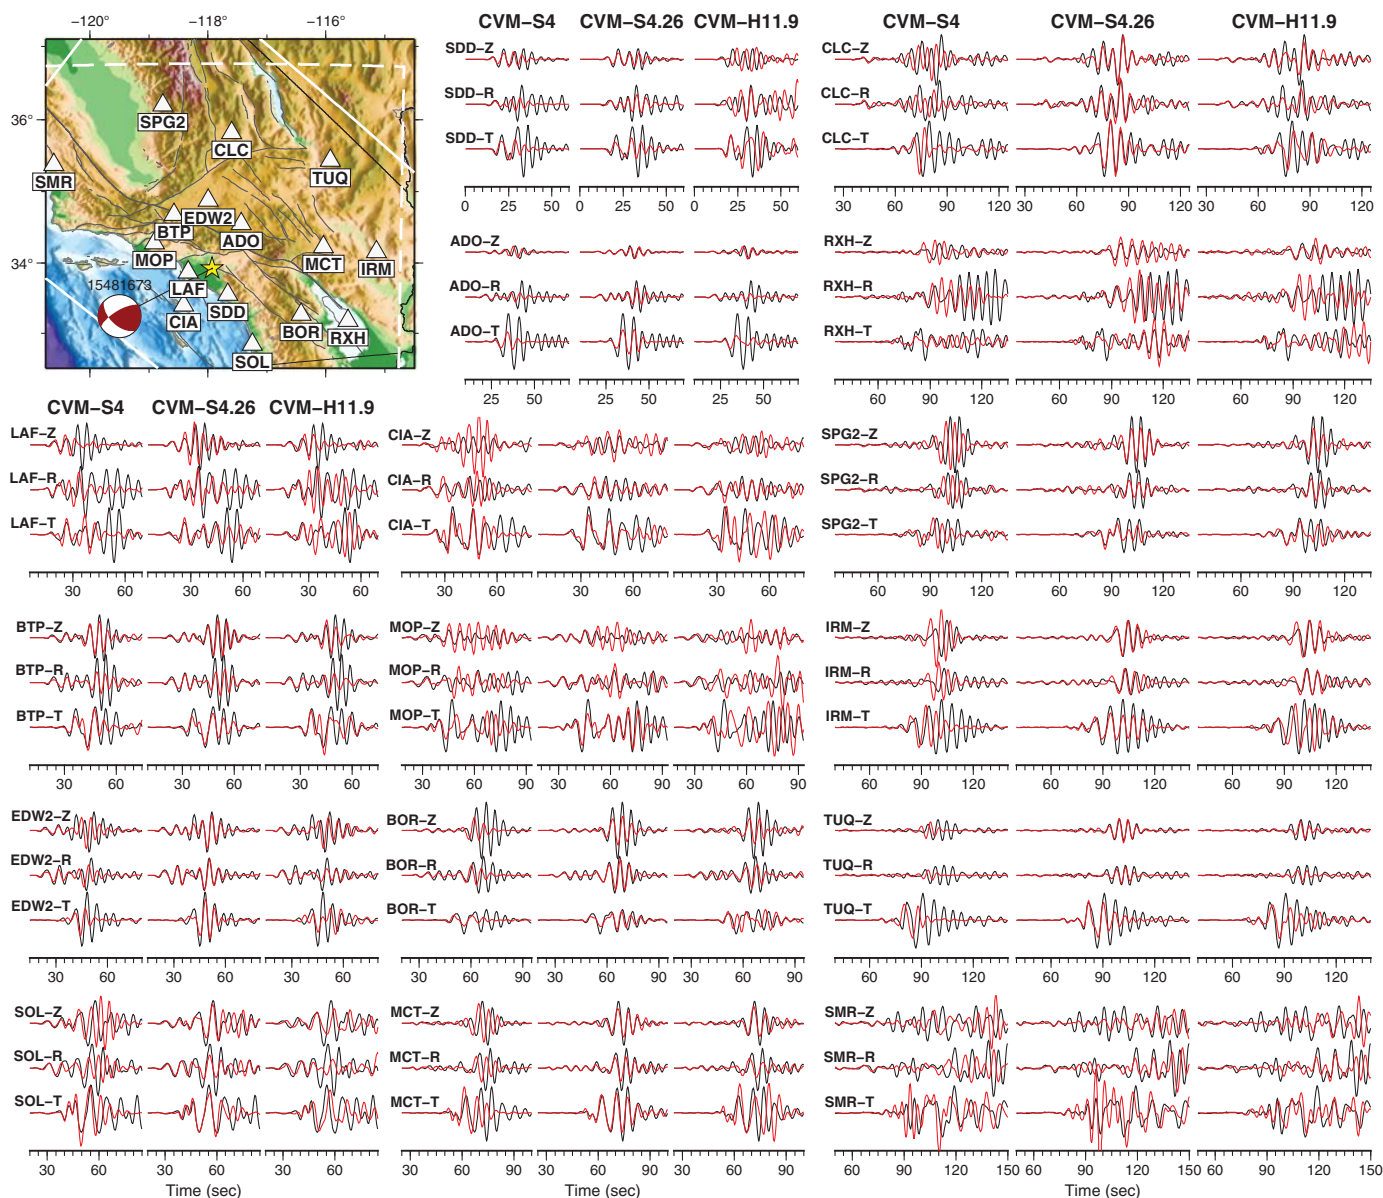 −120° −118° −116°
36°
34°
SPG2
CLC
TUQ
SMR
EDW2
BTP
ADO
MOP
MCT
IRM
LAF
SDD
CIA
BOR
RXH
SOL
15481673
CVM−S4 CVM−S4.26 CVM−H11.9
SDD−Z
SDD−R
SDD−T
0 25 50 0 25 50 0 25 50
ADO−Z
ADO−R
ADO−T
25 50 25 50 25 50
CVM−S4 CVM−S4.26 CVM−H11.9
CLC−Z
CLC−R
CLC−T
30 60 90 120 30 60 90 120 30 60 90 120
RXH−Z
RXH−R
RXH−T
30 60 90 120 30 60 90 120 30 60 90 120
CVM−S4 CVM−S4.26 CVM−H11.9
LAF−Z
LAF−R
LAF−T
30 60 30 60 30 60
CIA−Z
CIA−R
CIA−T
30 60 30 60 30 60
SPG2−Z
SPG2−R
SPG2−T
60 90 120 60 90 120 60 90 120
BTP−Z
BTP−R
BTP−T
30 60 30 60 30 60
MOP−Z
MOP−R
MOP−T
30 60 90 30 60 90 30 60 90
IRM−Z
IRM−R
IRM−T
60 90 120 60 90 120 60 90 120
EDW2−Z
EDW2−R
EDW2−T
30 60 30 60 30 60
BOR−Z
BOR−R
BOR−T
30 60 90 30 60 90 30 60 90
TUQ−Z
TUQ−R
TUQ−T
60 90 120 60 90 120 60 90 120
SOL−Z
SOL−R
SOL−T
30 60 30 60 30 60
Time (sec)
MCT−Z
MCT−R
MCT−T
30 60 90 30 60 90 30 60 90
Time (sec)
SMR−Z
SMR−R
SMR−T
60 90 120 150 60 90 120 150 60 90 120 150
Time (sec)